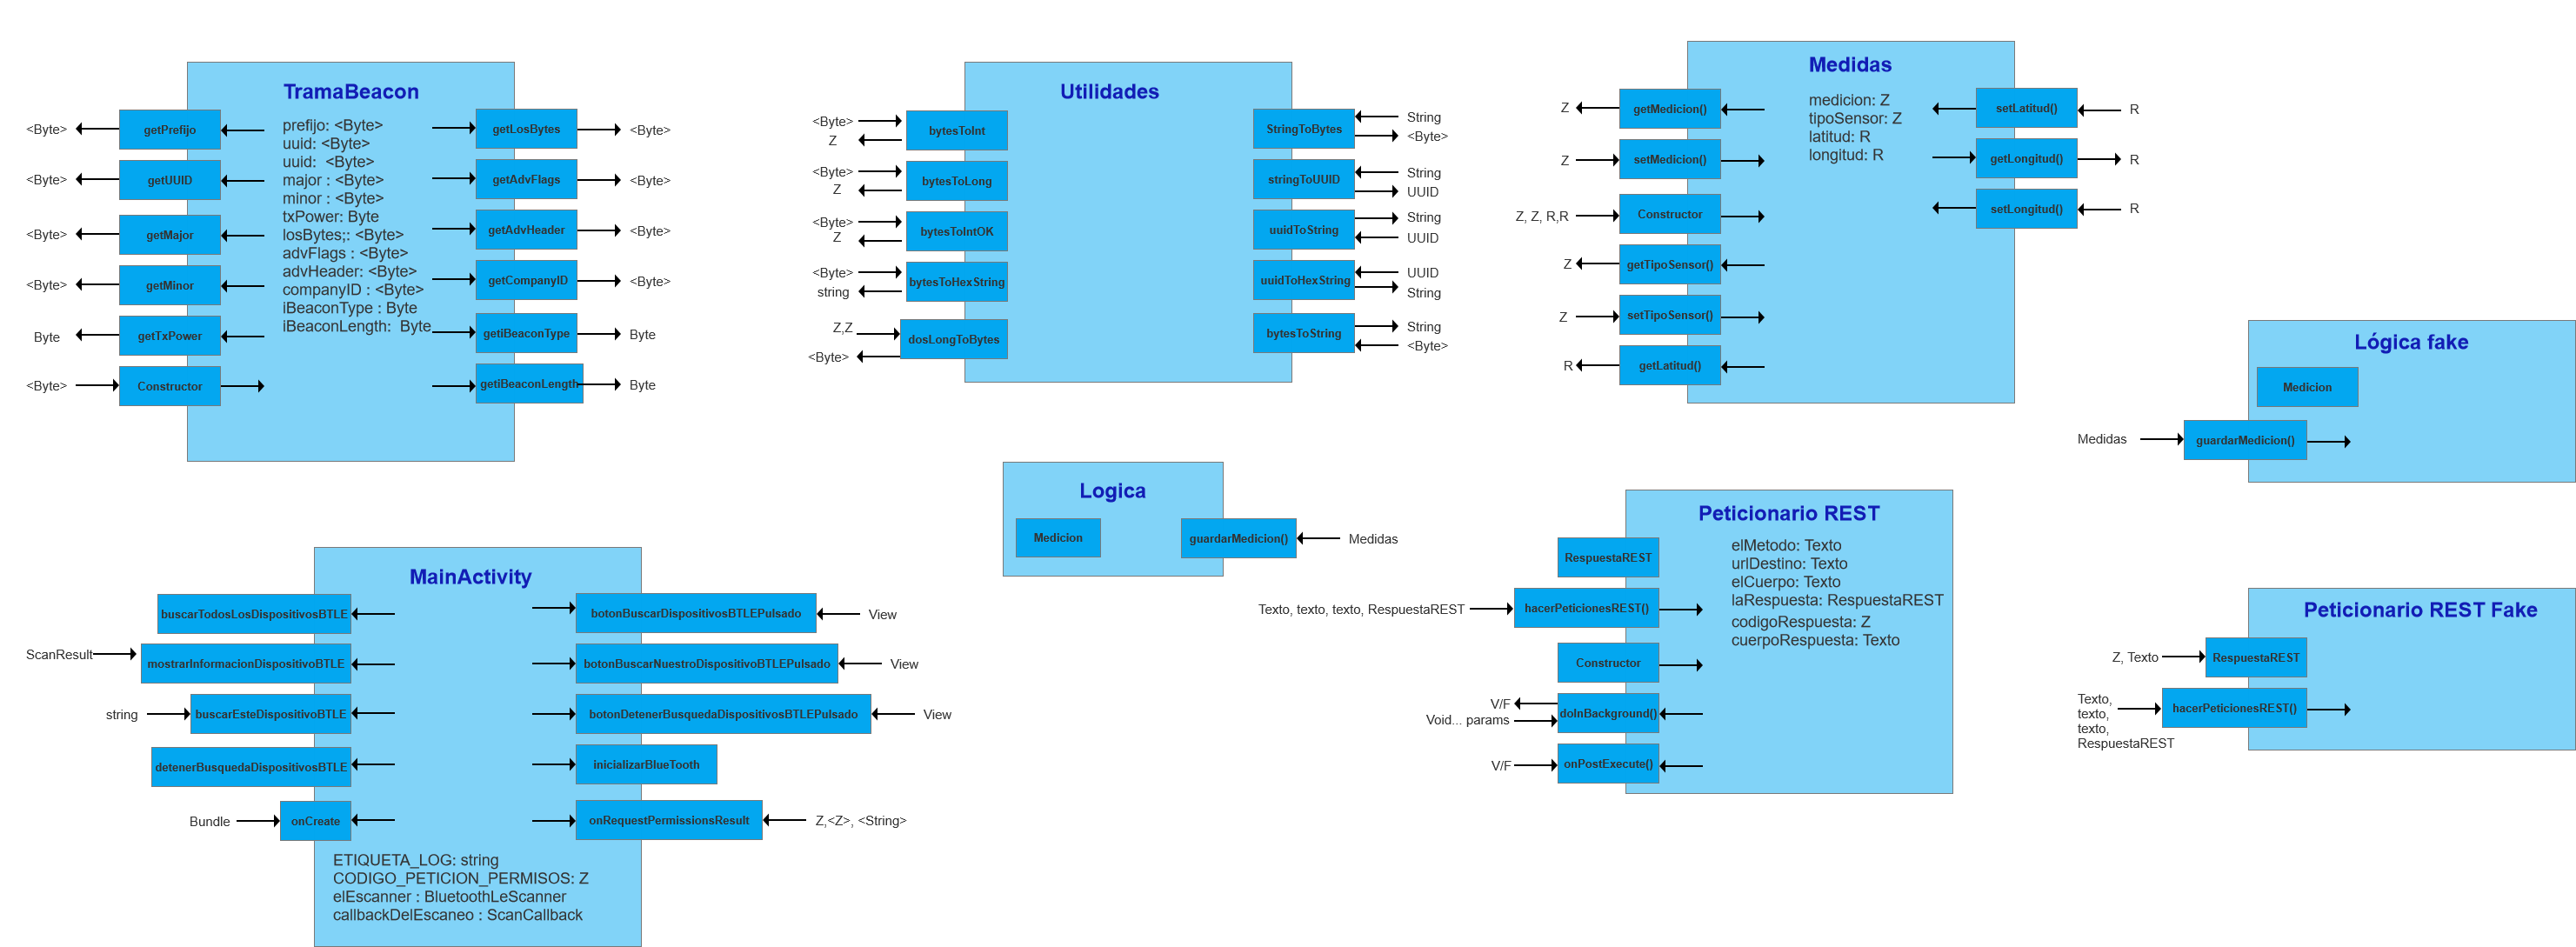 TramaBeacon
prefijo: <Byte>
uuid: <Byte>
uuid:  <Byte>
major : <Byte>
minor : <Byte>
txPower: Byte
losBytes;: <Byte>
advFlags : <Byte>
advHeader: <Byte>
companyID : <Byte>
iBeaconType : Byte
iBeaconLength:  Byte
<Byte>
getPrefijo
<Byte>
getUUID
<Byte>
getMajor
<Byte>
getMinor
Byte
getTxPower
<Byte>
Constructor
getLosBytes
<Byte>
getAdvFlags
<Byte>
getAdvHeader
<Byte>
getCompanyID
<Byte>
getiBeaconType
Byte
getiBeaconLength
Byte
Utilidades
<Byte>
Z
bytesToInt
<Byte>
Z
bytesToLong
<Byte>
Z
bytesToIntOK
<Byte>
string
bytesToHexString
Z,Z
<Byte>
dosLongToBytes
StringToBytes
String
<Byte>
stringToUUID
String
UUID
uuidToString
String
UUID
uuidToHexString
UUID
String
bytesToString
String
<Byte>
Medidas
medicion: Z
tipoSensor: Z
latitud: R
longitud: R
Z
getMedicion()
Z
setMedicion()
Z, Z, R,R
Constructor
Z
getTipoSensor()
Z
setTipoSensor()
R
getLatitud()
setLatitud()
R
getLongitud()
R
setLongitud()
R
Lógica fake
Medicion
Medidas
guardarMedicion()
Logica
Medicion
guardarMedicion()
Medidas
Peticionario REST
elMetodo: Texto
urlDestino: Texto
elCuerpo: Texto
laRespuesta: RespuestaREST
codigoRespuesta: Z
cuerpoRespuesta: Texto
RespuestaREST
Texto, texto, texto, RespuestaREST
hacerPeticionesREST()
Constructor
V/F
Void... params
doInBackground()
V/F
onPostExecute()
Peticionario REST Fake
Z, Texto
RespuestaREST
Texto,
texto,
texto,
RespuestaREST
hacerPeticionesREST()
MainActivity
buscarTodosLosDispositivosBTLE
ScanResult
mostrarInformacionDispositivoBTLE
string
buscarEsteDispositivoBTLE
detenerBusquedaDispositivosBTLE
Bundle
onCreate
botonBuscarDispositivosBTLEPulsado
View
botonBuscarNuestroDispositivoBTLEPulsado
View
botonDetenerBusquedaDispositivosBTLEPulsado
View
inicializarBlueTooth
onRequestPermissionsResult
Z,<Z>, <String>
ETIQUETA_LOG: string
CODIGO_PETICION_PERMISOS: Z
elEscanner : BluetoothLeScanner
callbackDelEscaneo : ScanCallback